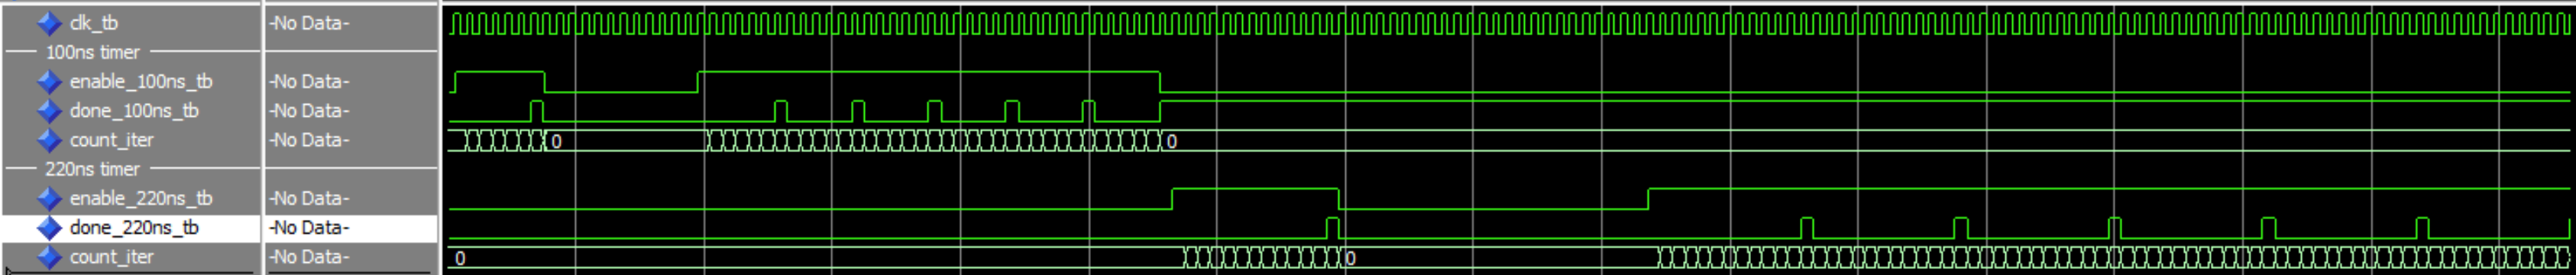 clk_tb -No Data-
100ns timer
enable_100ns_tb -No Data-
done_100ns_tb -No Data-
count_iter -No Data- 0 0
220ns timer
enable_220ns_tb -No Data-
done_220ns_tb -No Data-
count_iter -No Data- 0 0